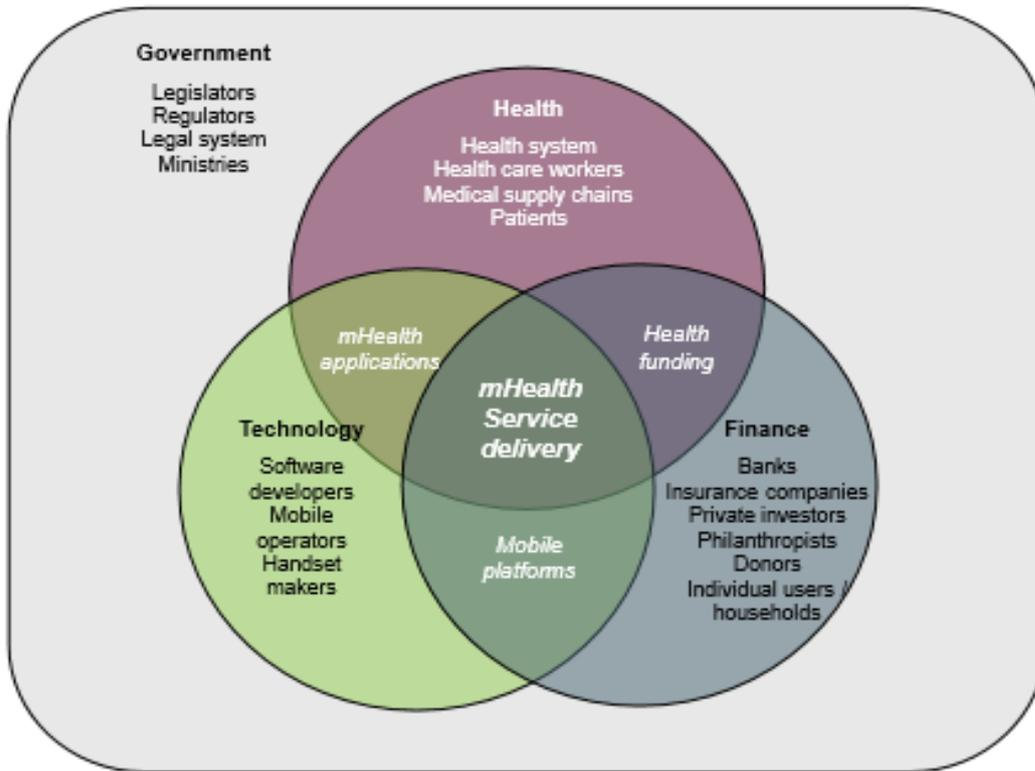 Government
Legislators
Regulators
Legal system
Ministries
Health
Health system
Health care workers
Medical supply chains
Patients
mHealth
applications
Health
funding
mHealth
Service
delivery
Technology
Software
developers
Mobile
operators
Handset
makers
Finance
Banks
Insurance companies
Private investors
Philanthropists
Donors
Individual users /
households
Mobile
platforms